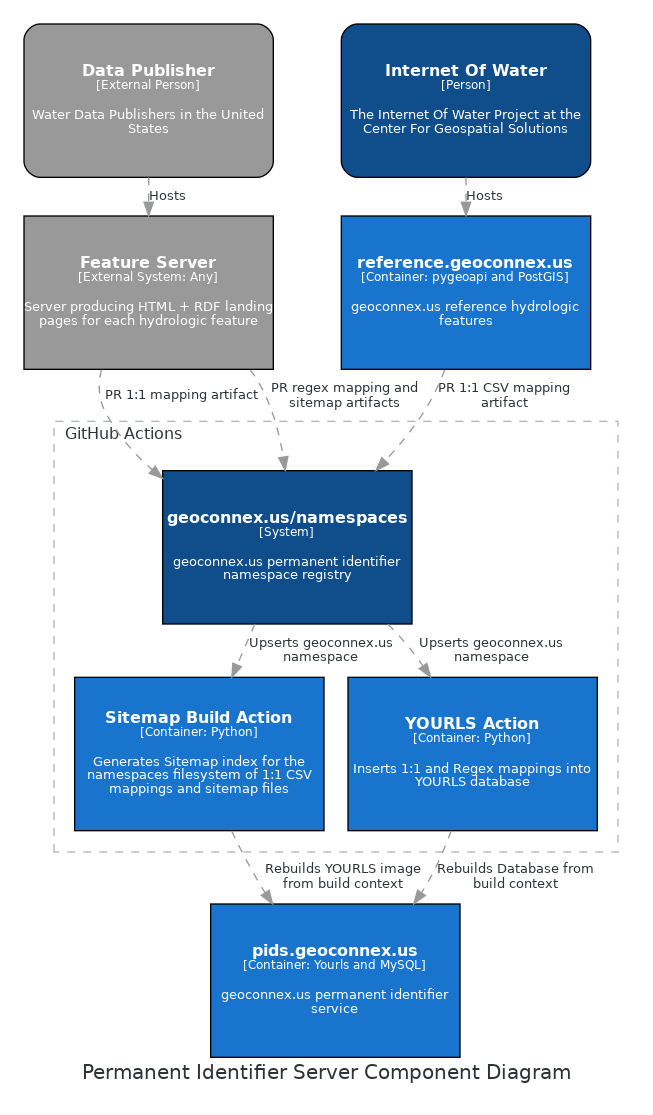 Data Publisher
[External Person]
Water Data Publishers in the United
States
Internet Of Water
[Person]
The Internet Of Water Project at the
Center For Geospatial Solutions
Hosts
Hosts
Feature Server
[External System: Any]
Server producing HTML + RDF landing
pages for each hydrologic feature
reference.geoconnex.us
[Container: pygeoapi and PostGIS]
geoconnex.us reference hydrologic
features
PR 1:1 mapping artifact
PR regex mapping and
sitemap artifacts
PR 1:1 CSV mapping
artifact
GitHub Actions
geoconnex.us/namespaces
[System]
geoconnex.us permanent identifier
namespace registry
Upserts geoconnex.us
namespace
Upserts geoconnex.us
namespace
Sitemap Build Action
[Container: Python]
Generates Sitemap index for the
namespaces filesystem of 1:1 CSV
mappings and sitemap files
YOURLS Action
[Container: Python]
Inserts 1:1 and Regex mappings into
YOURLS database
Rebuilds YOURLS image
from build context
Rebuilds Database from
build context
pids.geoconnex.us
[Container: Yourls and MySQL]
geoconnex.us permanent identifier
service
Permanent Identifier Server Component Diagram